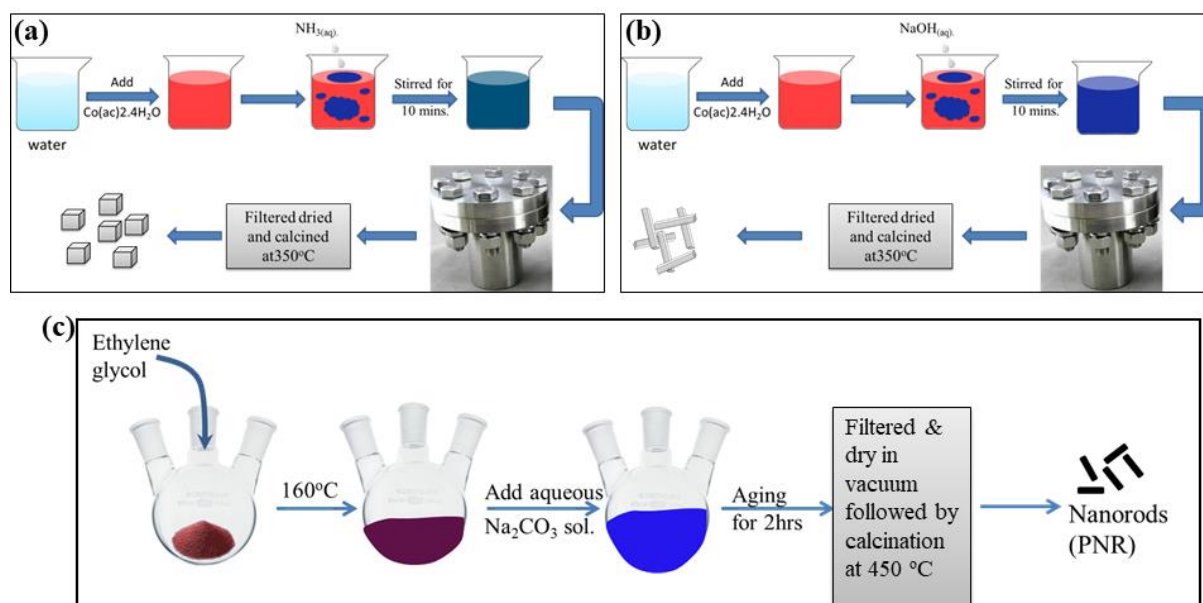 (a)
NH3(aq).
Add
Co(ac)2.4H2O
water
Stirred for
10 mins.
Filtered dried
and calcined
at350°C
(b)
NaOH(aq).
Add
Co(ac)2.4H2O
water
Stirred for
10 mins.
Filtered dried
and calcined
at350°C
(c)
Ethylene
glycol
160°C
Add aqueous
Na2CO3 sol.
Aging
for 2hrs
Filtered &
dry in
vacuum
followed by
calcination
at 450 °C
Nanorods
(PNR)